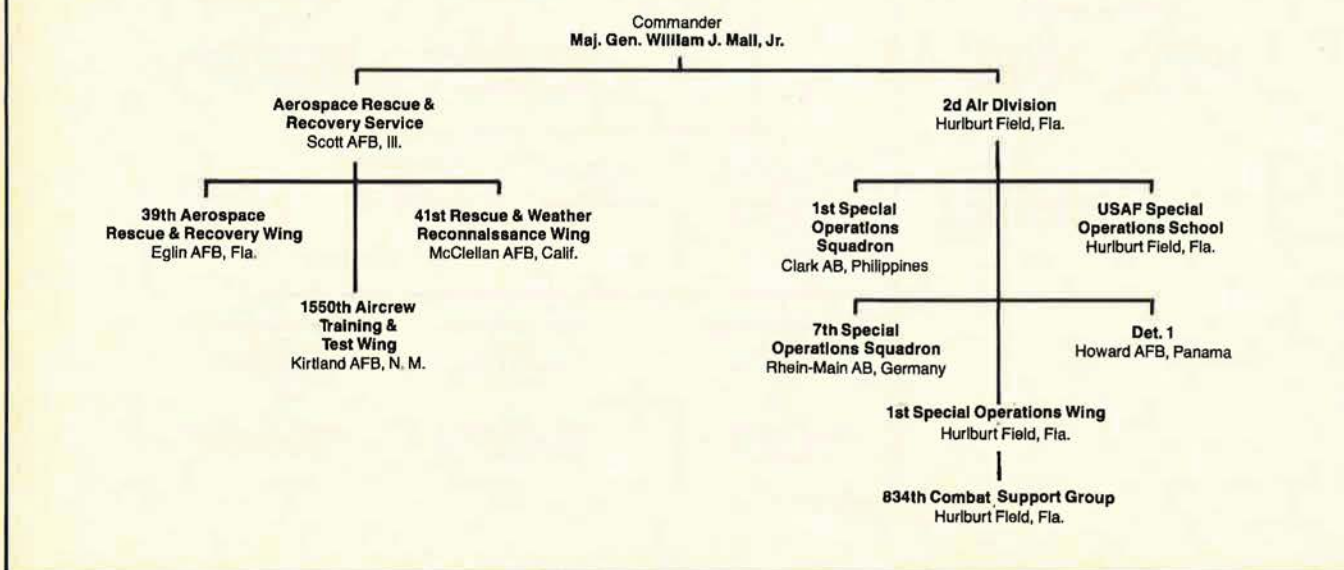 Commander
Maj. Gen. William J. Mall, Jr.
Aerospace Rescue &
Recovery Service
Scott AFB, Ill.
2d Air Division
Hurlburt Field, Fla.
39th Aerospace
Rescue & Recovery Wing
Eglin AFB, Fla.
41st Rescue & Weather
Reconnaissance Wing
McClellan AFB, Calif.
1st Special
Operations
Squadron
Clark AB, Philippines
USAF Special
Operations School
Hurlburt Field, Fla.
1550th Aircrew
Training &
Test Wing
Kirtland AFB, N. M.
7th Special
Operations Squadron
Rhein-Main AB, Germany
Det. 1
Howard AFB, Panama
1st Special Operations Wing
Hurlburt Field, Fla.
834th Combat Support Group
Hurlburt Field, Fla.